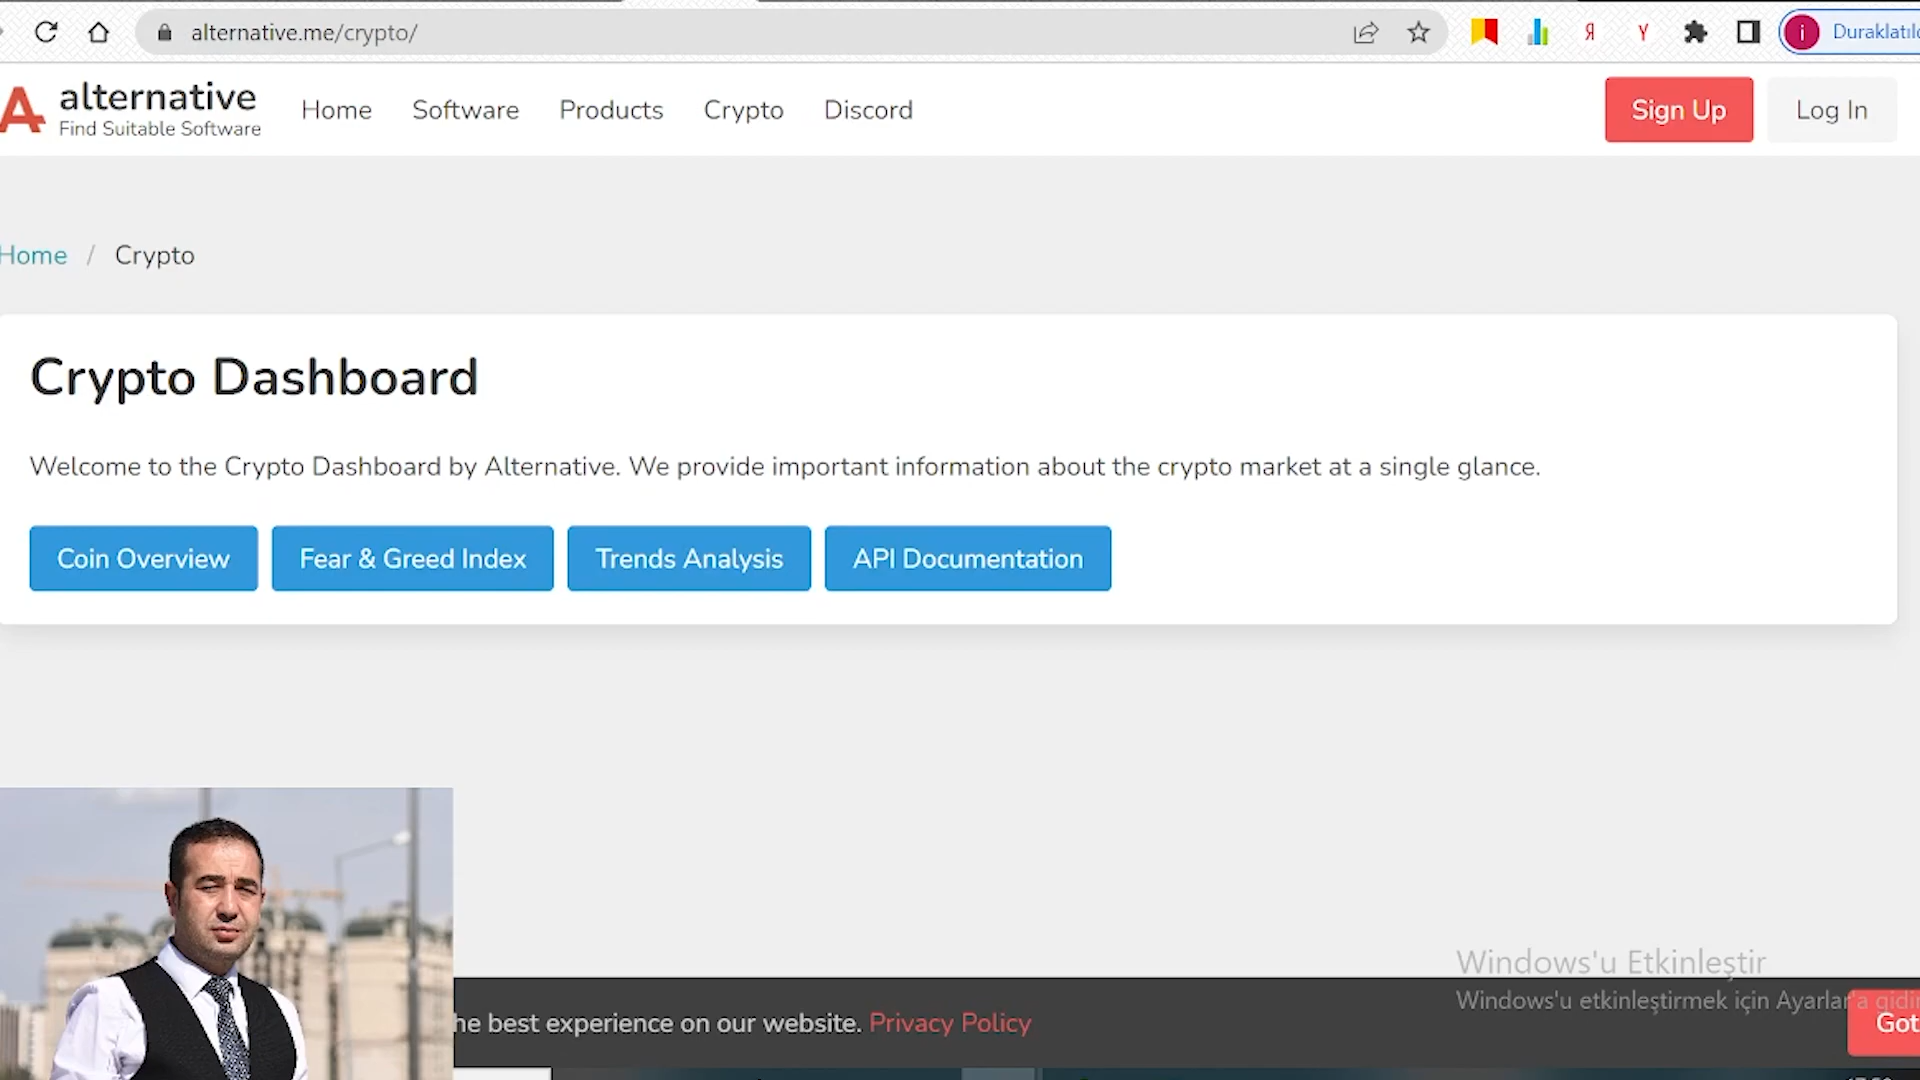 alternative.me/crypto/
Я
Y
i
alternative
Find Suitable Software
Home
Software
Products
Crypto
Discord
Sign Up
Log In
Home / Crypto
Crypto Dashboard
Welcome to the Crypto Dashboard by Alternative. We provide important information about the crypto market at a single glance.
Coin Overview
Fear & Greed Index
Trends Analysis
API Documentation
Windows'u Etkinleştir
Windows'u etkinleştirmek için Ayarlar'a
best experience on our website. Privacy Policy
Got